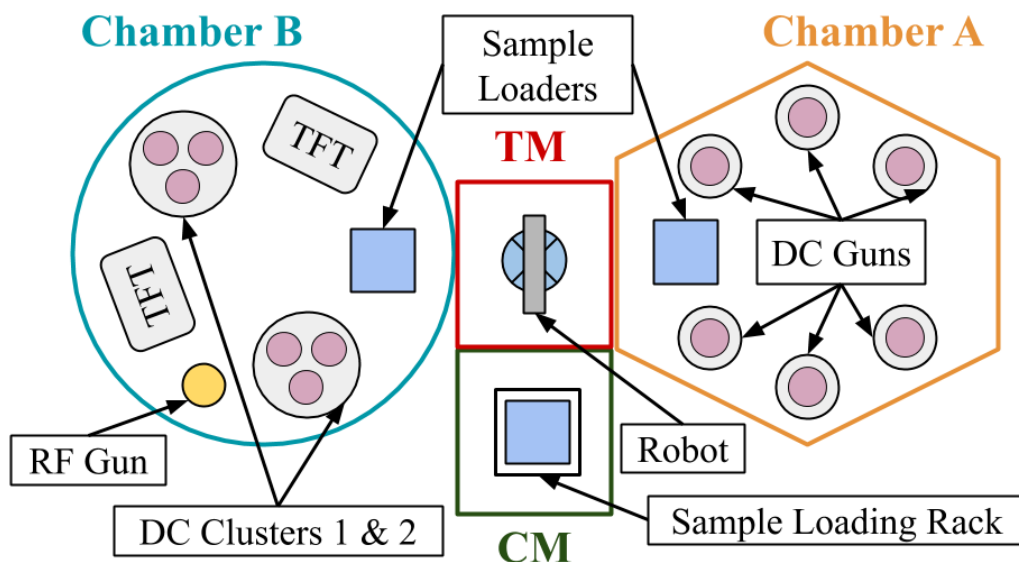 Chamber B
Sample
Loaders
Chamber A
TFT
TM
DC Guns
TFT
RF Gun
Robot
DC Clusters 1 & 2
Sample Loading Rack
CM